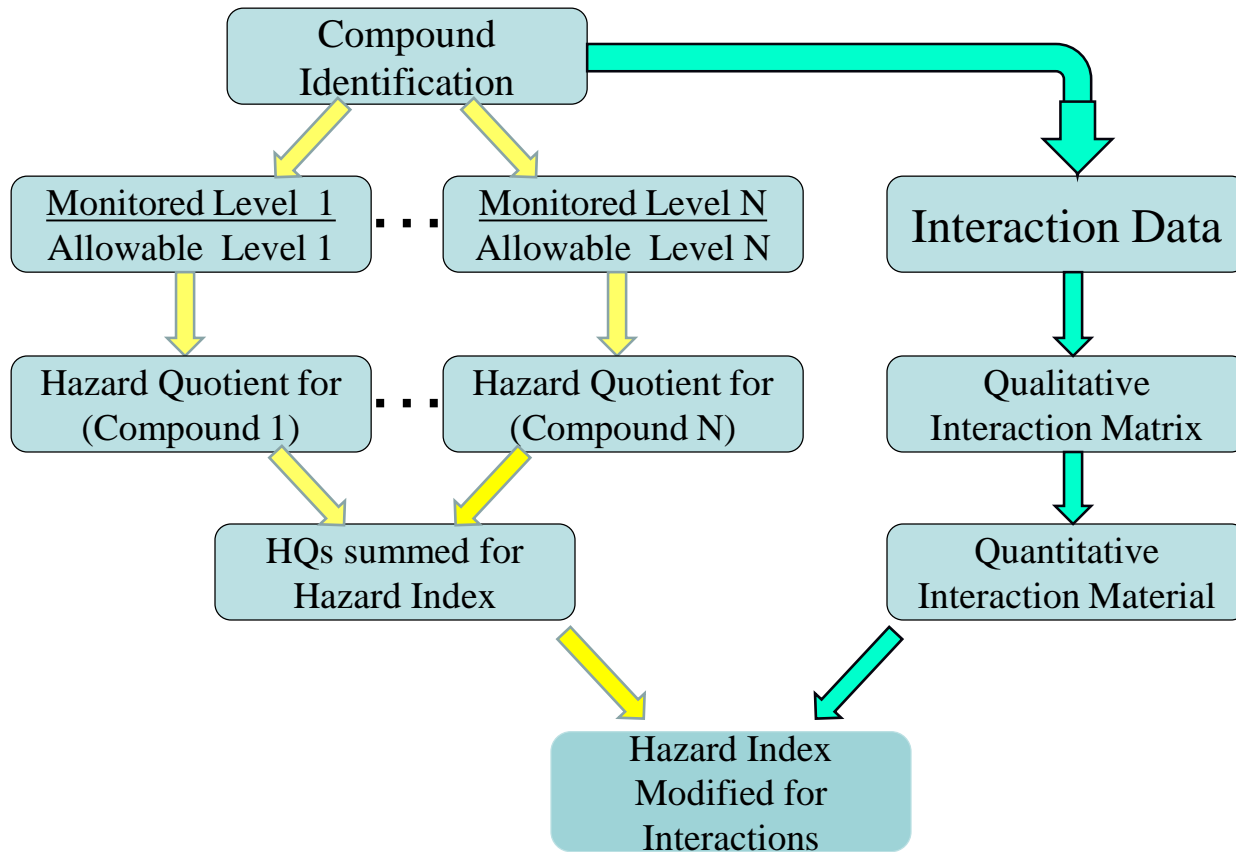 Compound
Identification
Monitored Level 1
Allowable Level 1
. . .
Monitored Level N
Allowable Level N
Interaction Data
Hazard Quotient for
(Compound 1)
. . .
Hazard Quotient for
(Compound N)
Qualitative
Interaction Matrix
HQs summed for
Hazard Index
Quantitative
Interaction Material
Hazard Index
Modified for
Interactions